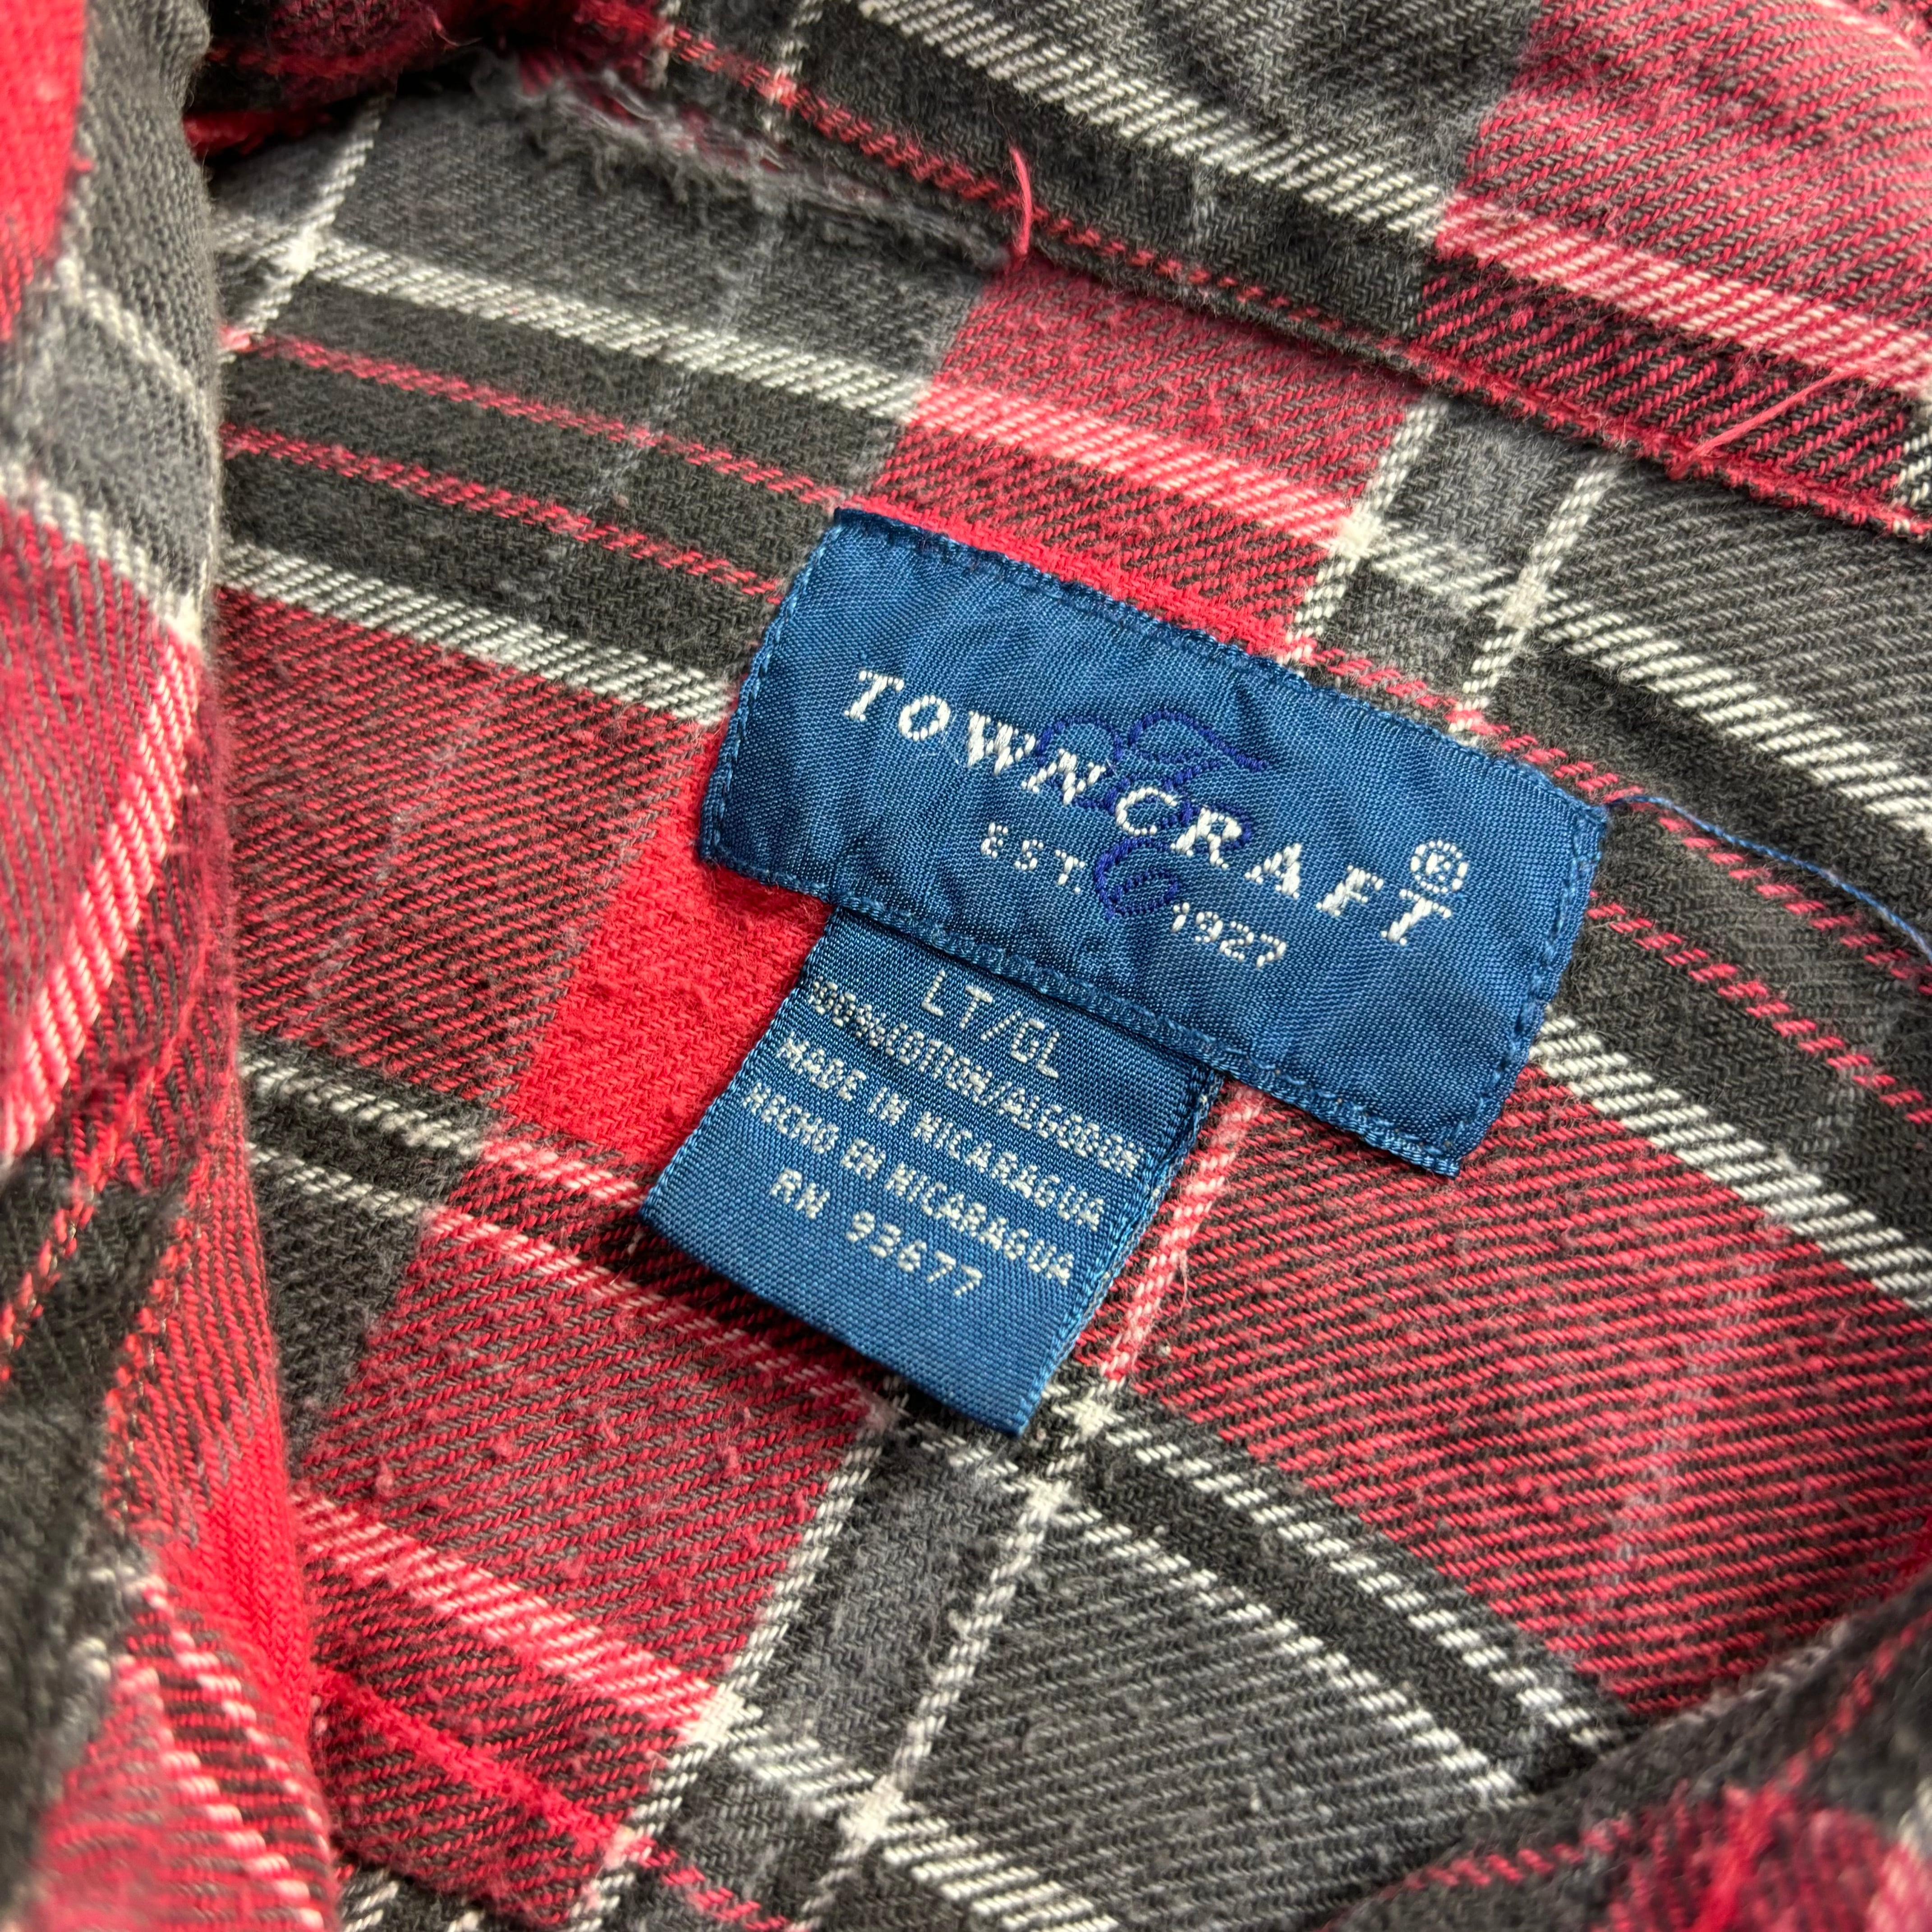 TOWNCRAFT®
EST. 1927
LT/GL
100% COTTON/ALGODON
MADE IN NICARAGUA
HECHO EN NICARAGUA
RN 93677